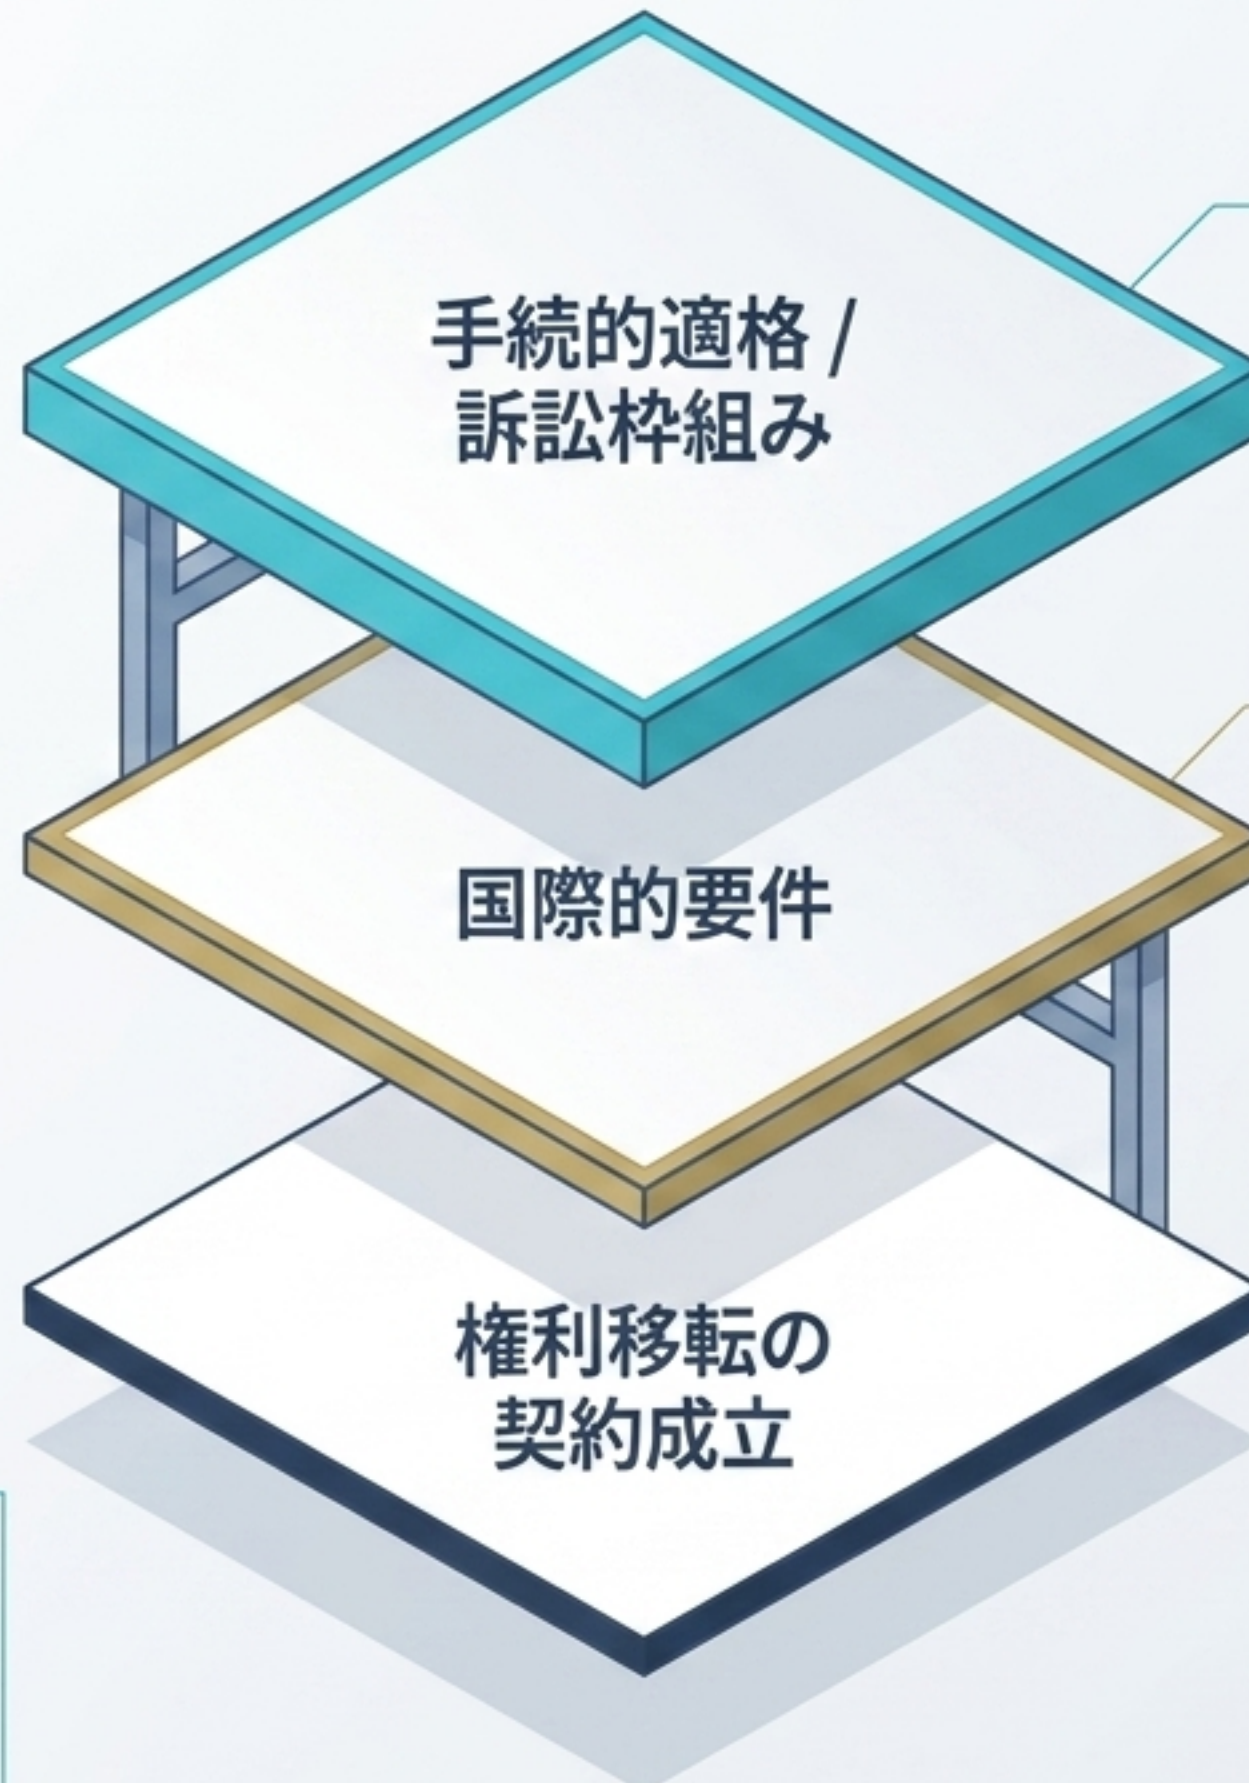 手続的適格 /
訴訟枠組み
国際的要件
権利移転の
契約成立